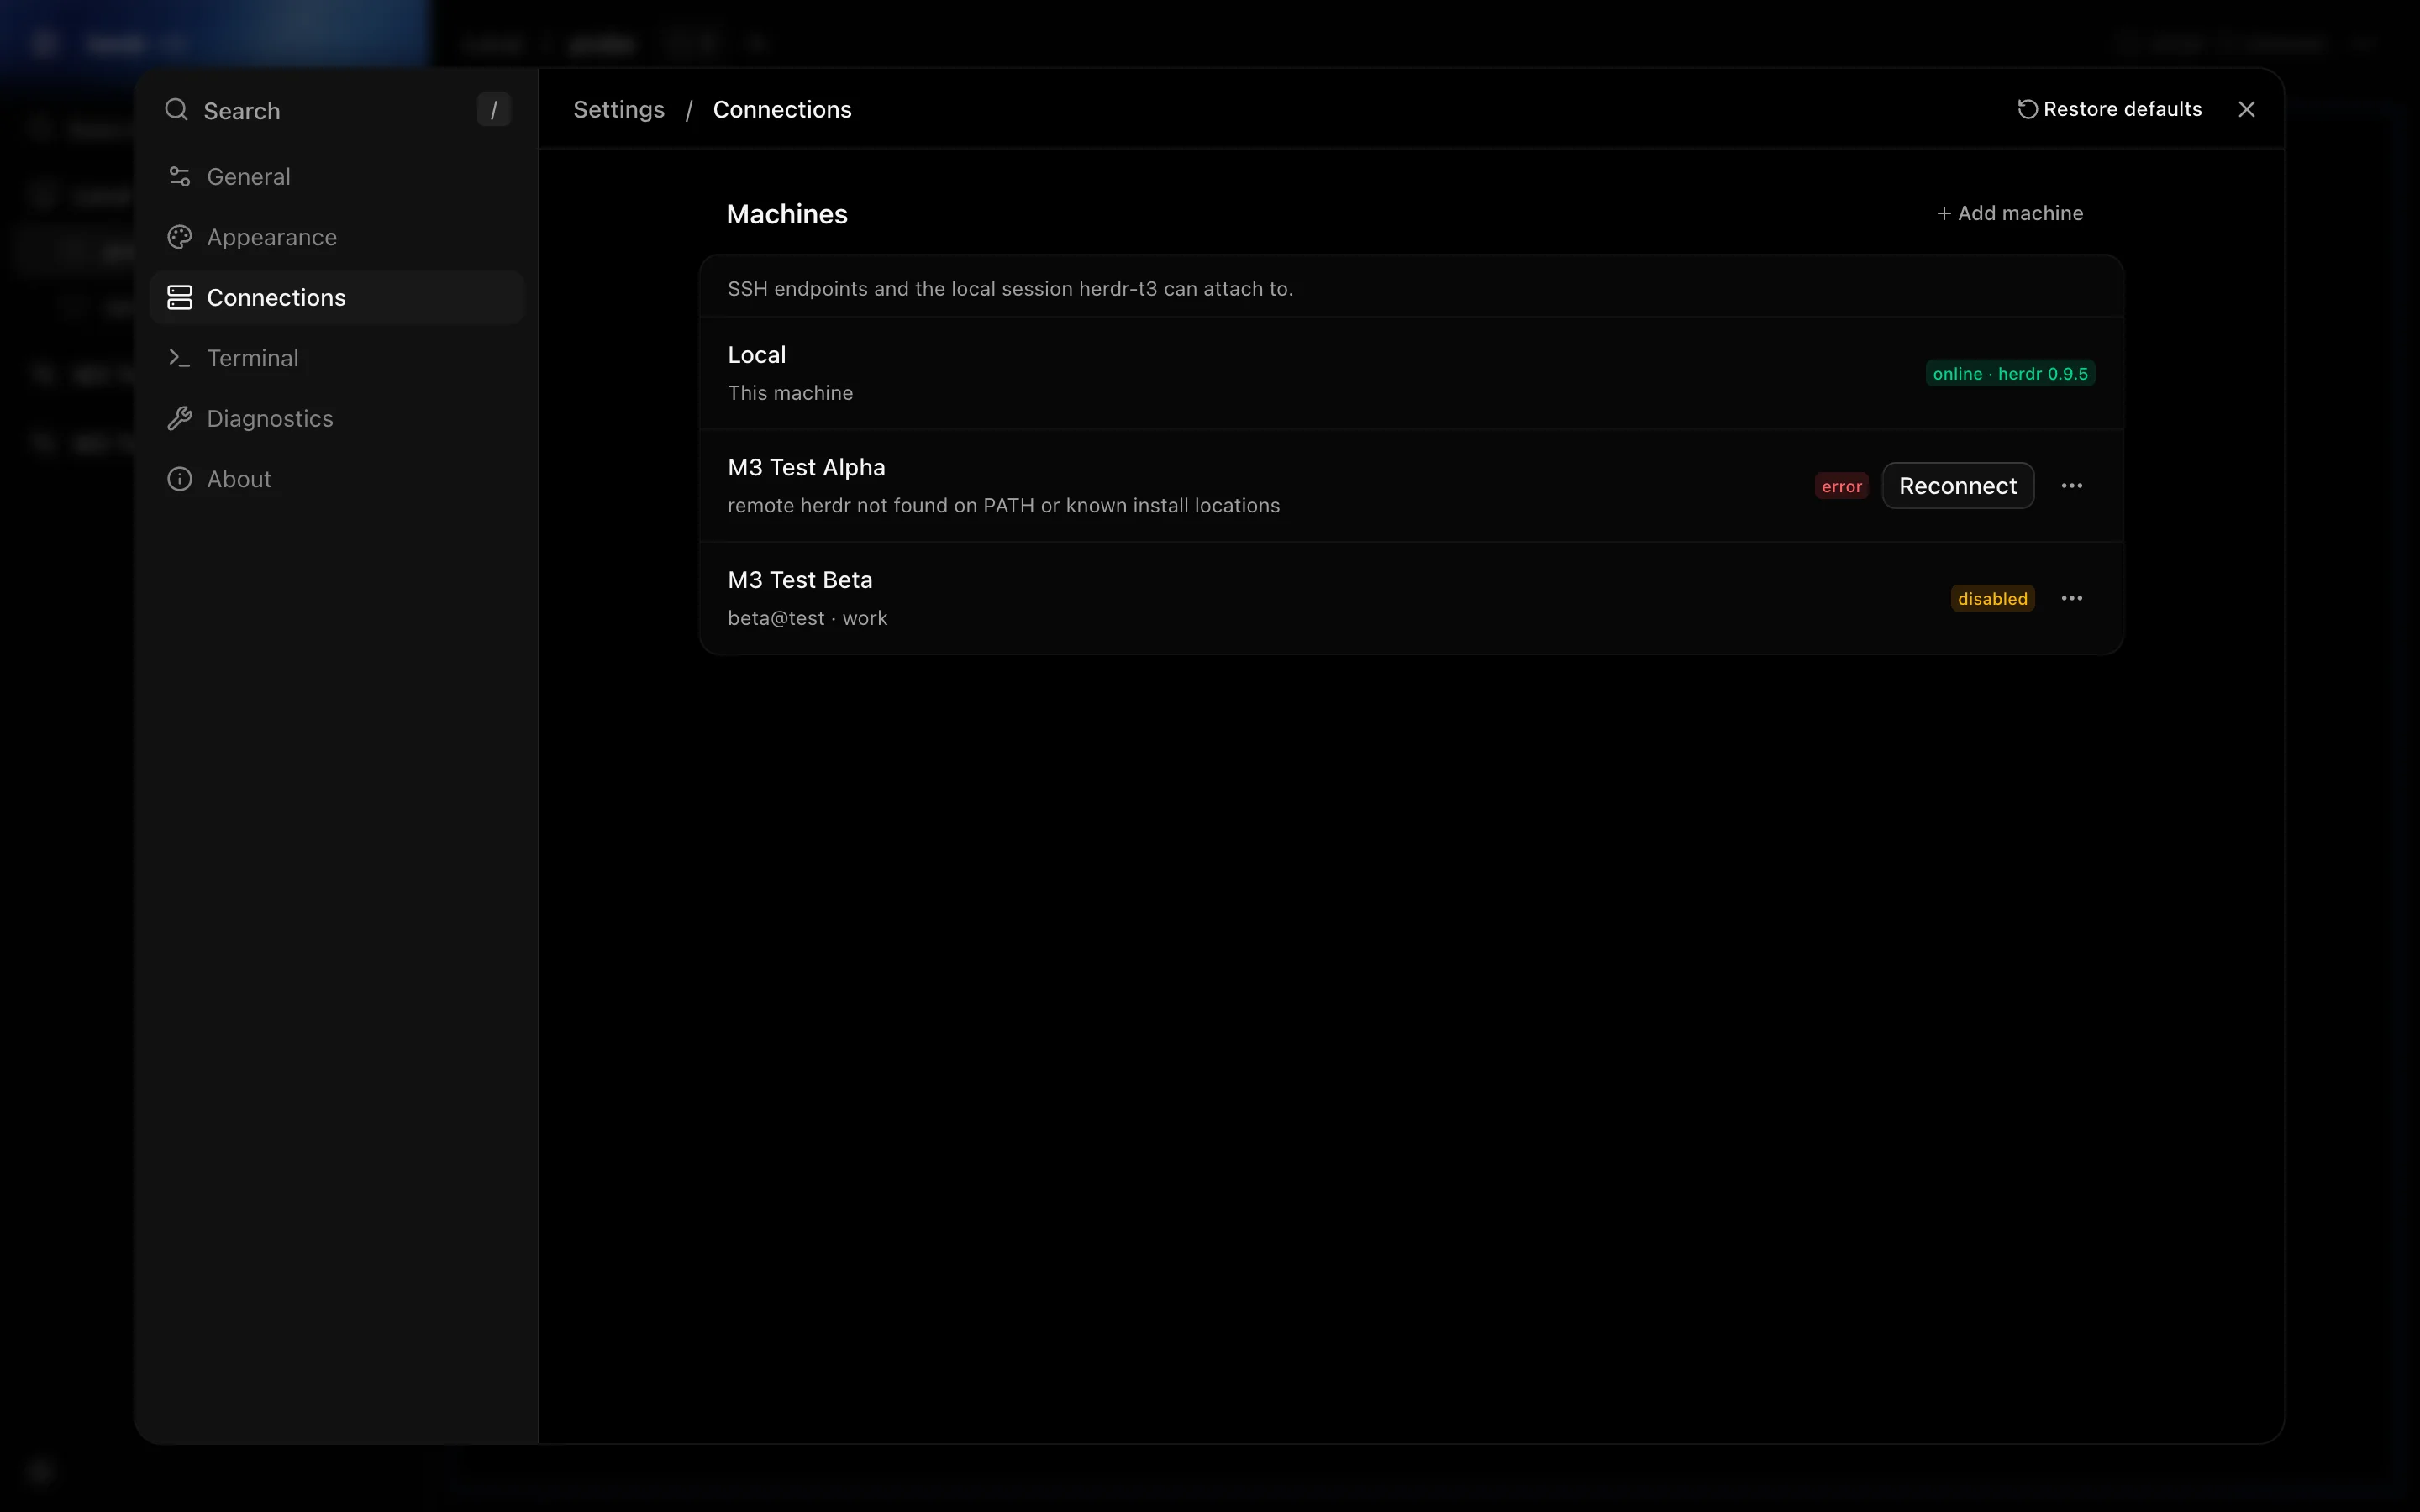 Search /
General
Appearance
Connections
Terminal
Diagnostics
About
Settings / Connections
Restore defaults
Machines
+ Add machine
SSH endpoints and the local session herdr-t3 can attach to.
Local
This machine
online · herdr 0.9.5
M3 Test Alpha
remote herdr not found on PATH or known install locations
error
Reconnect
M3 Test Beta
beta@test · work
disabled